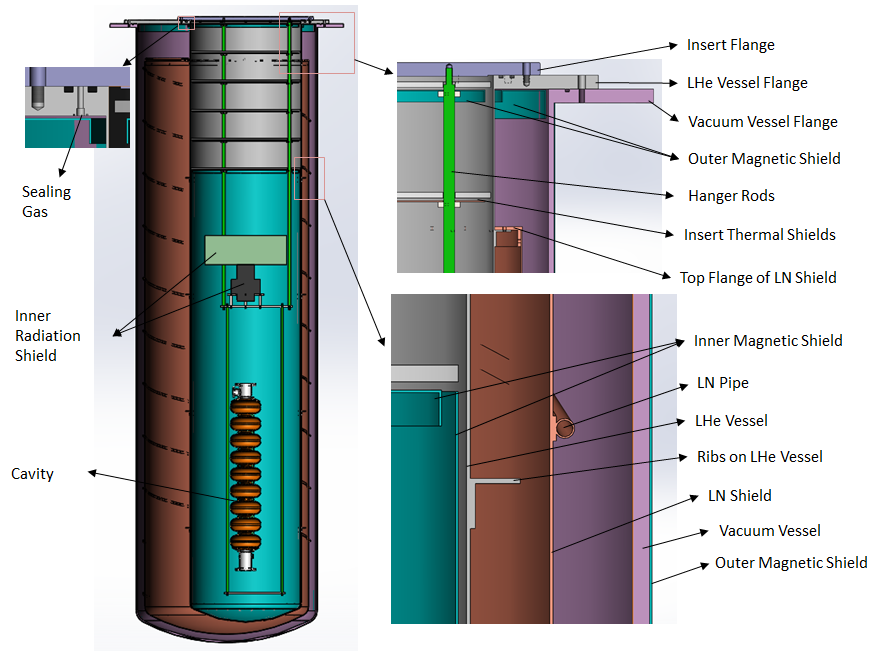 Insert Flange
LHe Vessel Flange
Vacuum Vessel Flange
Outer Magnetic Shield
Hanger Rods
Insert Thermal Shields
Top Flange of LN Shield
Sealing
Gas
Inner
Radiation
Shield
Cavity
Inner Magnetic Shield
LN Pipe
LHe Vessel
Ribs on LHe Vessel
LN Shield
Vacuum Vessel
Outer Magnetic Shield